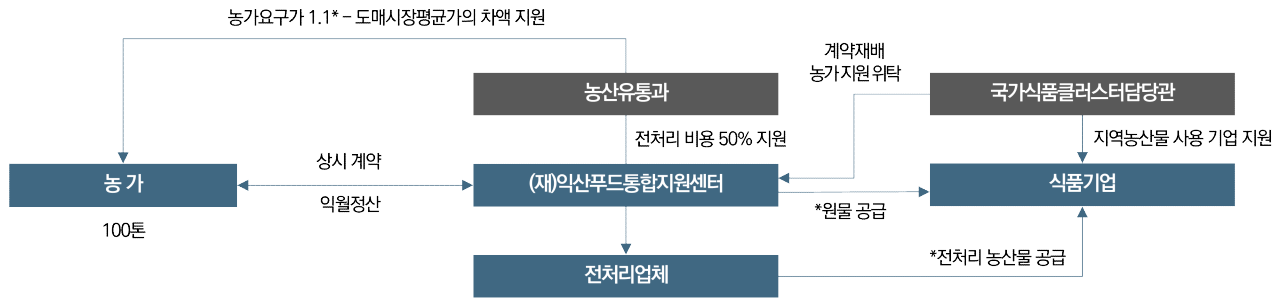 농가요구가 1.1* – 도매시장평균가의 차액 지원
계약재배
농가 지원 위탁
농산유통과
국가식품클러스터담당관
전처리 비용 50% 지원
지역농산물 사용 기업 지원
상시 계약
농 가
(재)익산푸드통합지원센터
식품기업
익월정산
*원물 공급
100톤
*전처리 농산물 공급
전처리업체